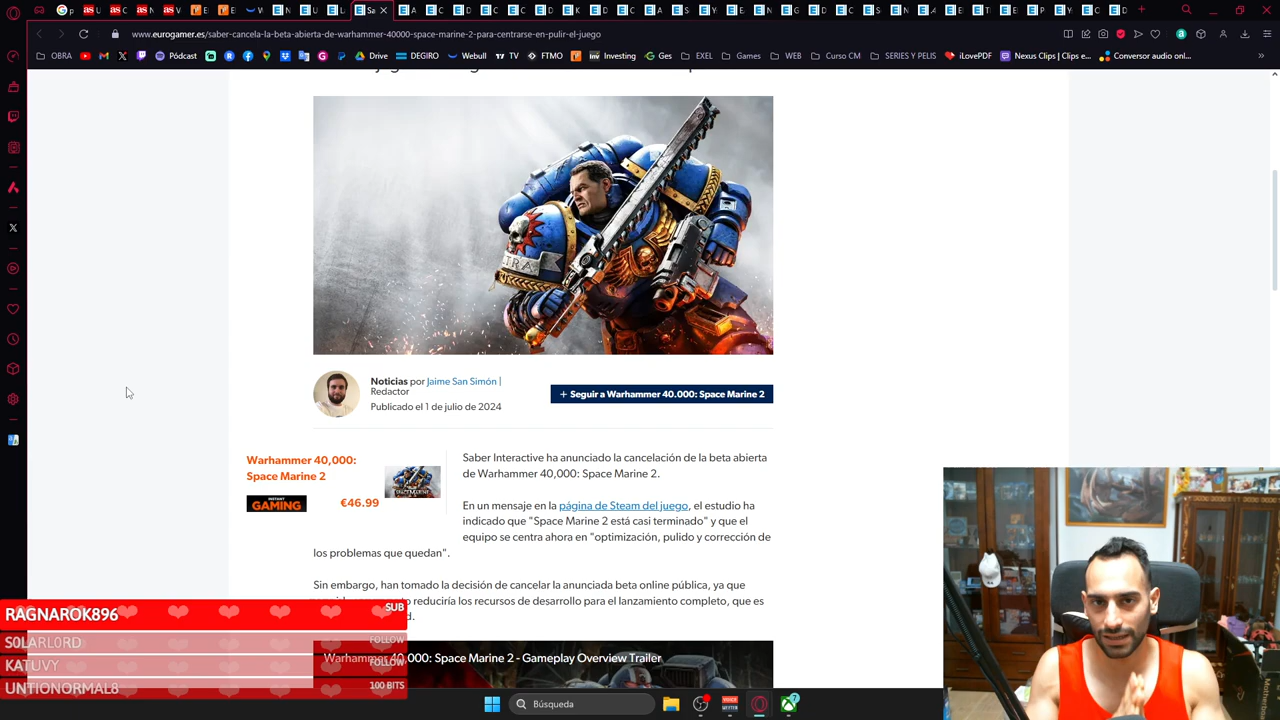 www.eurogamer.es/saber-cancela-la-beta-abierta-de-warhammer-40000-space-marine-2-para-centrarse-en-pulir-el-juego
OBRA Pódcast Drive DEGIRO Webull TV FTMO Investing Ges EXEL Games WEB Curso CM SERIES Y PELIS iLovePDF Nexus Clips | Clips e... Conversor audio onl...
Noticias por Jaime San Simón |
Redactor
Publicado el 1 de julio de 2024
+ Seguir a Warhammer 40.000: Space Marine 2
Warhammer 40,000:
Space Marine 2
INSTANT
GAMING
€46.99
Saber Interactive ha anunciado la cancelación de la beta abierta
de Warhammer 40,000: Space Marine 2.
En un mensaje en la página de Steam del juego, el estudio ha
indicado que "Space Marine 2 está casi terminado" y que el
equipo se centra ahora en "optimización, pulido y corrección de
los problemas que quedan".
Sin embargo, han tomado la decisión de cancelar la anunciada beta online pública, ya que
reduciría los recursos de desarrollo para el lanzamiento completo, que es
Warhammer 40,000: Space Marine 2 - Gameplay Overview Trailer
RAGNAROK896 SUB
S0LARL0RD FOLLOW
KATUVY FOLLOW
UNTIONORMAL8 100 BITS
Búsqueda
7